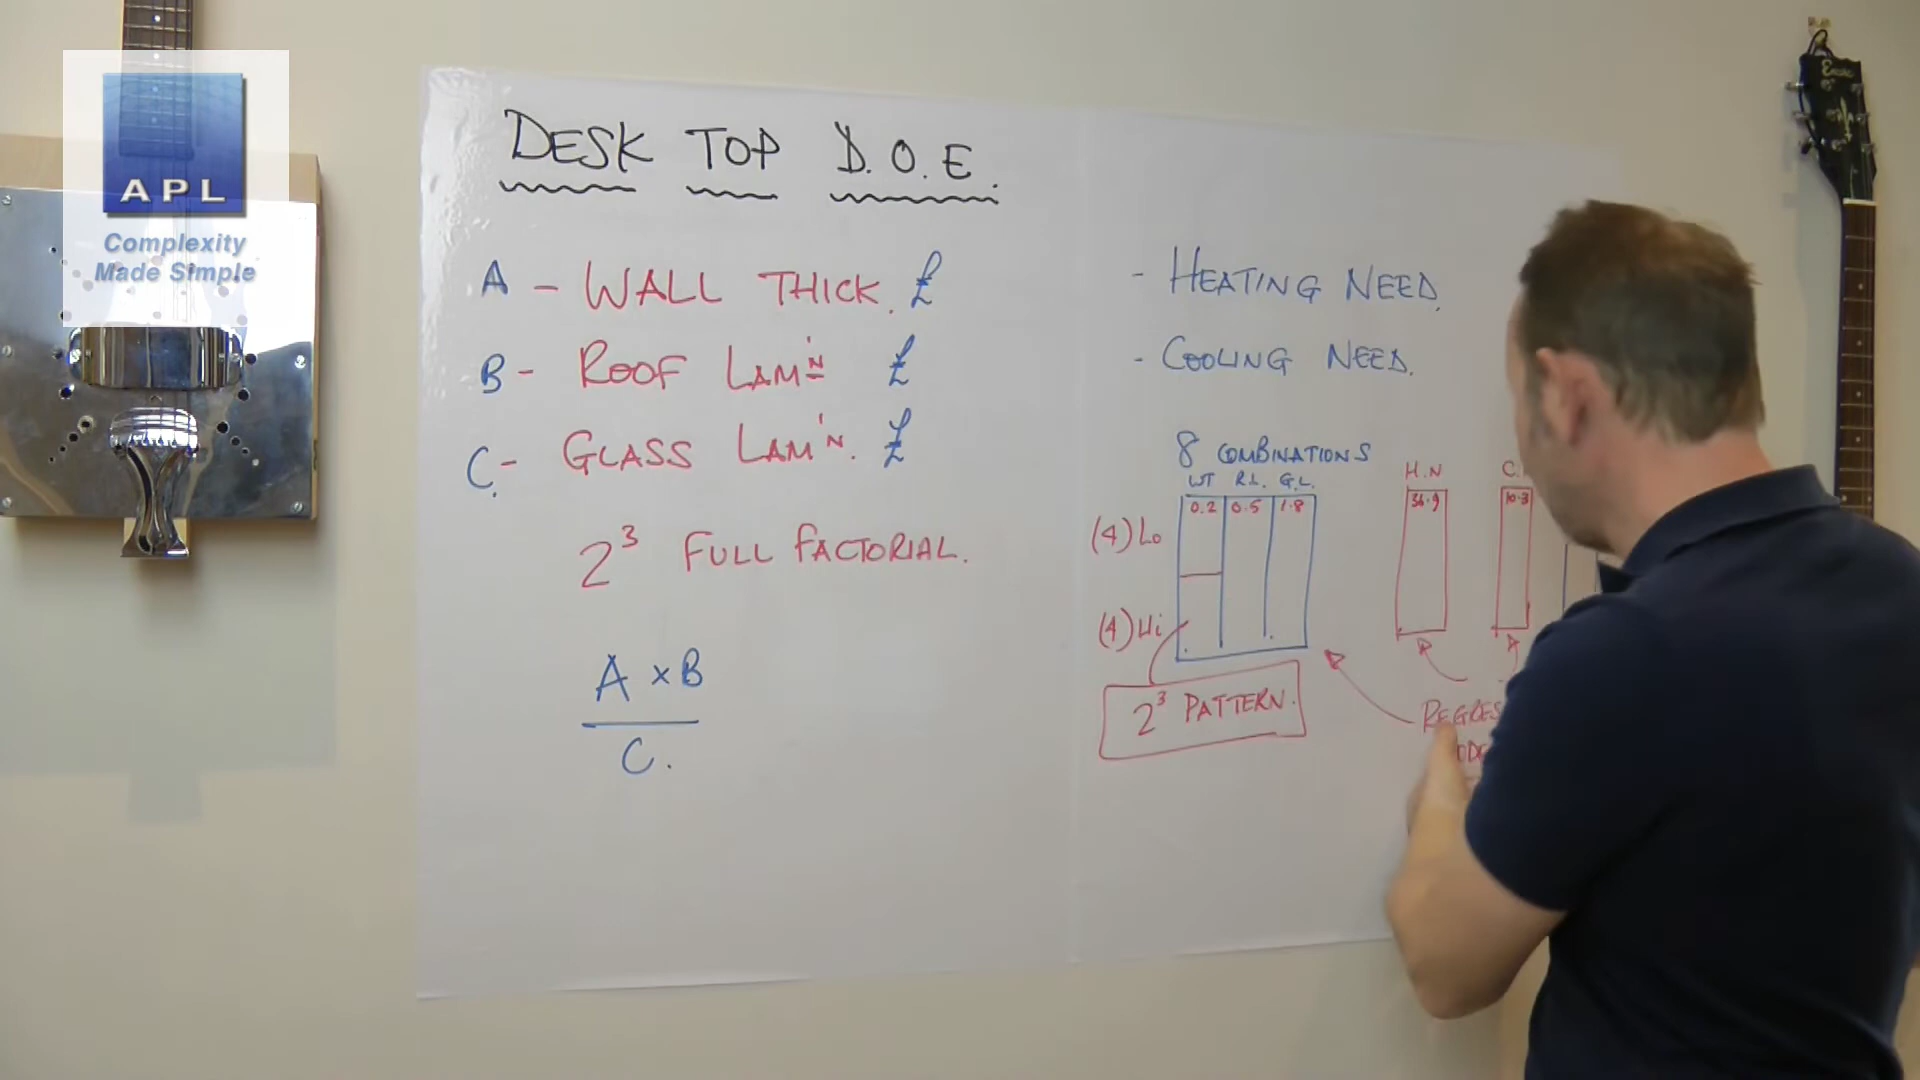 APL
Complexity
Made Simple
DESK TOP D.O.E.
A - WALL THICK. £
B - ROOF LAM'N £
C - GLASS LAM'N. £
2³ FULL FACTORIAL.
A × B
C.
- HEATING NEED.
- COOLING NEED.
8 COMBINATIONS
WT R.L. G.L.
0.2 0.5 1.8
(4) Lo
(4) Hi
2³ PATTERN.
H.N
36.9
10.3